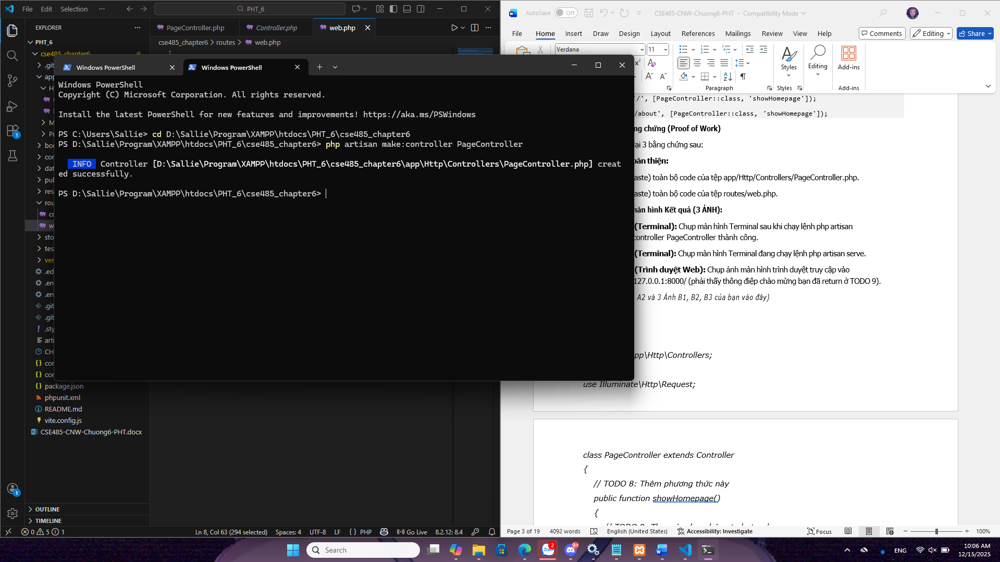 File Edit Selection ··· PHT_6
EXPLORER ···
PHT_6
cse485_chapter6
.ed
.en
.en
.git
.git
.sty
arti
CH
package.json
phpunit.xml
README.md
vite.config.js
CSE485-CNW-Chuong6-PHT.docx
OUTLINE
TIMELINE
PageController.php Controller.php web.php
cse485_chapter6 > routes > web.php
1
0 5 1 Ln 8, Col 63 (294 selected) Spaces: 4 UTF-8 LF { } PHP Go Live 8.2.12: 8.4
Windows PowerShell Windows PowerShell
Windows PowerShell
Copyright (C) Microsoft Corporation. All rights reserved.
Install the latest PowerShell for new features and improvements! https://aka.ms/PSWindows
PS C:\Users\Sallie> cd D:\Sallie\Program\XAMPP\htdocs\PHT_6\cse485_chapter6
PS D:\Sallie\Program\XAMPP\htdocs\PHT_6\cse485_chapter6> php artisan make:controller PageController
INFO Controller [D:\Sallie\Program\XAMPP\htdocs\PHT_6\cse485_chapter6\app\Http\Controllers\PageController.php] creat
ed successfully.
PS D:\Sallie\Program\XAMPP\htdocs\PHT_6\cse485_chapter6>
AutoSave Off CSE485-CNW-Chuong6-PHT - Compatibility Mode
File Home Insert Draw Design Layout References Mailings Review View Help Comments Editing Share
Verdana 11
Styles Editing Add-ins
Paragraph Styles Add-ins
'/', [PageController::class, 'showHomepage']);
/about', [PageController::class, 'showHomepage']);
ng chứng (Proof of Work)
ại 3 bằng chứng sau:
oàn thiện:
aste) toàn bộ code của tệp app/Http/Controllers/PageController.php.
aste) toàn bộ code của tệp routes/web.php.
màn hình Kết quả (3 ẢNH):
(Terminal): Chụp màn hình Terminal sau khi chạy lệnh php artisan
controller PageController thành công.
(Terminal): Chụp màn hình Terminal đang chạy lệnh php artisan serve.
(Trình duyệt Web): Chụp ảnh màn hình trình duyệt truy cập vào
127.0.0.1:8000/ (phải thấy thông điệp chào mừng bạn đã return ở TODO 9).
A2 và 3 Ảnh B1, B2, B3 của bạn vào đây)
pp\Http\Controllers;
use Illuminate\Http\Request;
class PageController extends Controller
{
// TODO 8: Thêm phương thức này
public function showHomepage()
{
Page 3 of 19 4092 words English (United States) Accessibility: Investigate Focus 100%
Search
ENG 10:06 AM
12/15/2025